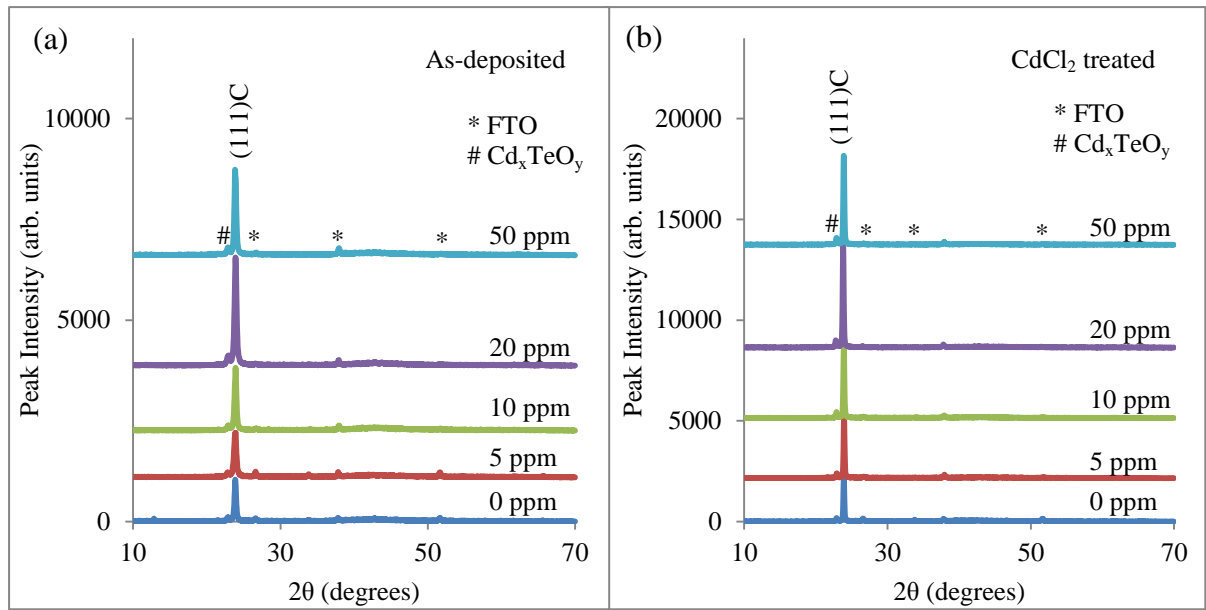 (a)
As-deposited
(111)C
* FTO
# CdₓTeOᵧ
10000
5000
0
Peak Intensity (arb. units)
#
*
*
*
50 ppm
20 ppm
10 ppm
5 ppm
0 ppm
10
30
50
70
2θ (degrees)
(b)
CdCl₂ treated
(111)C
* FTO
# CdₓTeOᵧ
20000
15000
10000
5000
0
Peak Intensity (arb. units)
#
*
*
*
50 ppm
20 ppm
10 ppm
5 ppm
0 ppm
10
30
50
70
2θ (degrees)